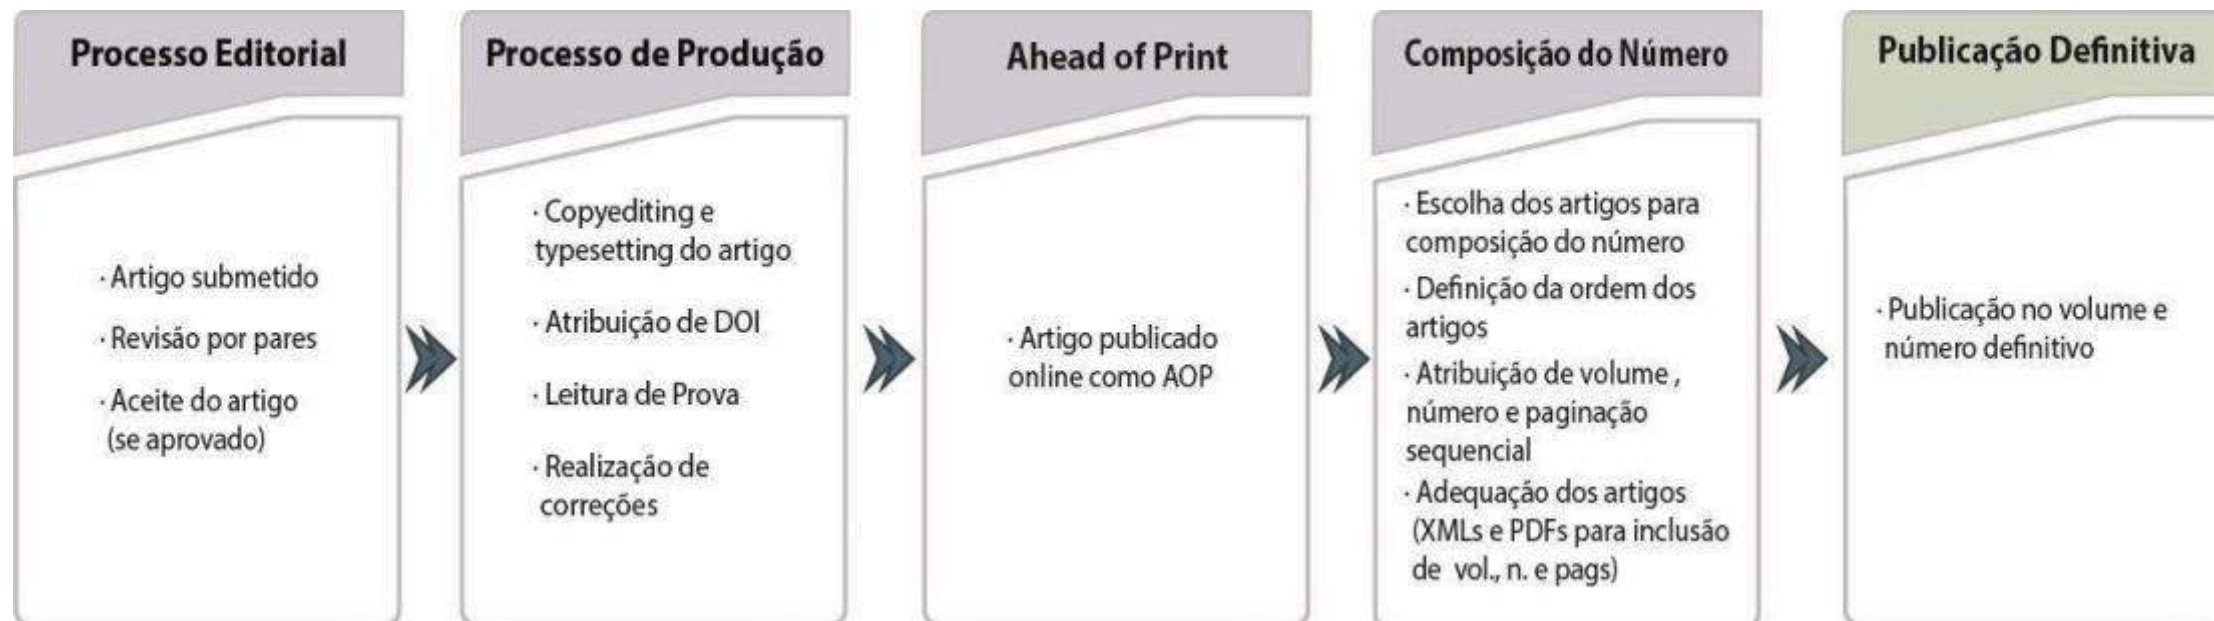 Processo Editorial
· Artigo submetido
· Revisão por pares
· Aceite do artigo
(se aprovado)
Processo de Produção
· Copyediting e
typesetting do artigo
· Atribuição de DOI
· Leitura de Prova
· Realização de
correções
Ahead of Print
· Artigo publicado
online como AOP
Composição do Número
· Escolha dos artigos para
composição do número
· Definição da ordem dos
artigos
· Atribuição de volume ,
número e paginação
sequencial
· Adequação dos artigos
(XMLs e PDFs para inclusão
de vol., n. e pags)
Publicação Definitiva
· Publicação no volume e
número definitivo